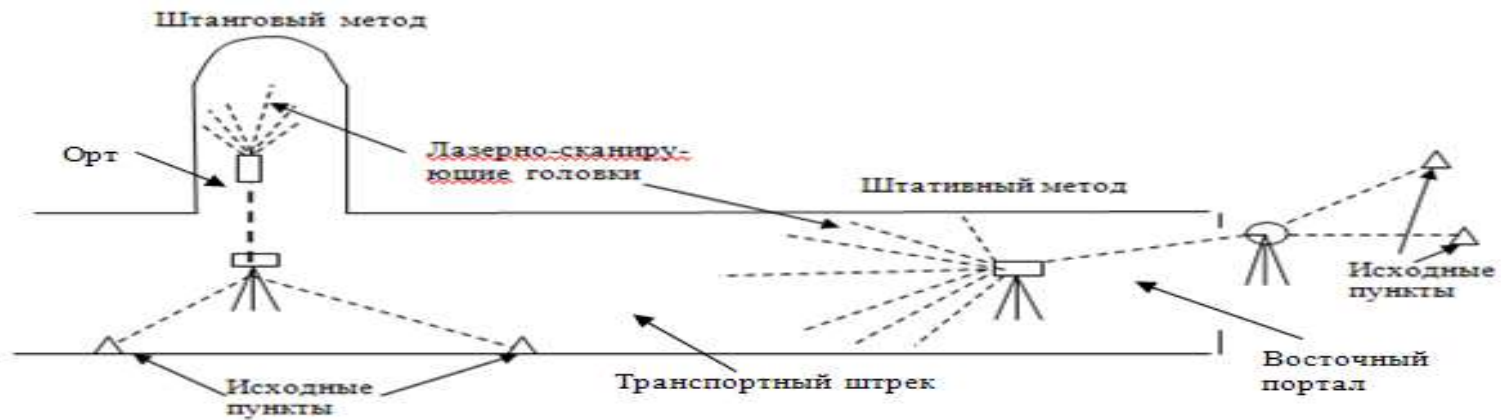 Штанговый метод
Орт
Лазерно-сканиру-
ющие головки
Штативный метод
Исходные
пункты
Восточный
портал
Транспортный штрек
Исходные
пункты